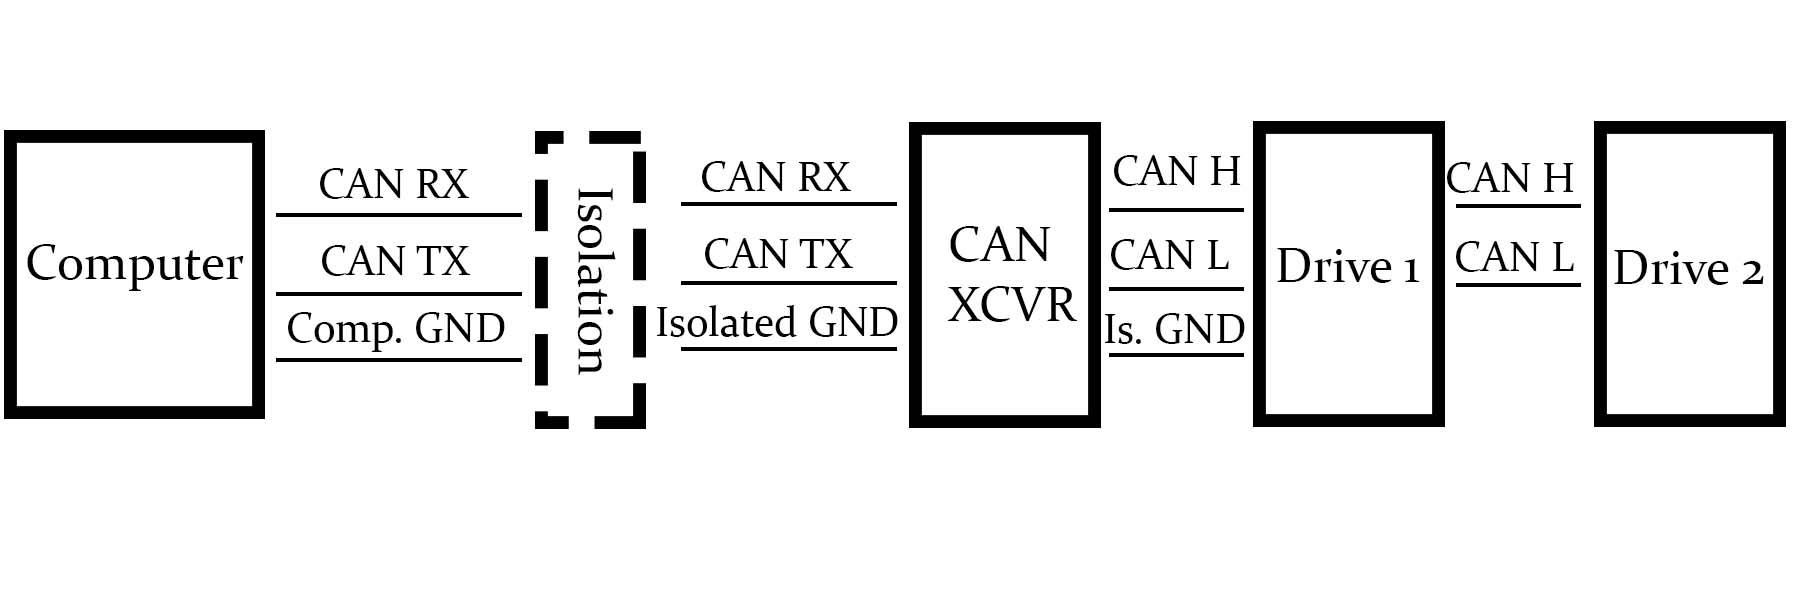 Computer
CAN RX
CAN TX
Comp. GND
Isolation
CAN RX
CAN TX
Isolated GND
CAN
XCVR
CAN H
CAN L
Is. GND
Drive 1
CAN H
CAN L
Drive 2